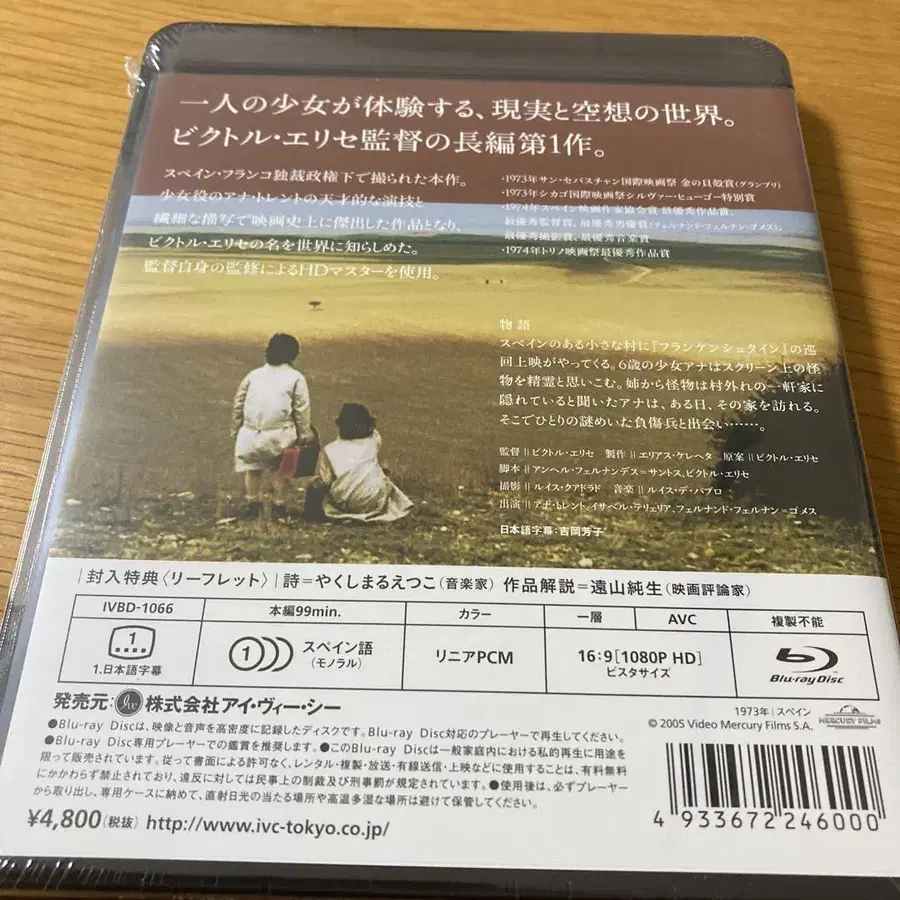 一人の少女が体験する、現実と空想の世界。
ビクトル・エリセ監督の長編第1作。
スペイン・フランコ独裁政権下で撮られた本作。
少女役のアナ・トレントの天才的な演技と
繊細な描写で映画史上に傑出した作品となり、
ビクトル・エリセの名を世界に知らしめた。
監督自身の監修によるHDマスターを使用。
・1973年サン・セバスチャン国際映画祭 金の貝殻賞(グランプリ)
・1973年シカゴ国際映画祭シルヴァー・ヒューゴー特別賞
・1974年スペイン映画作家協会賞 最優秀作品賞、
最優秀監督賞、最優秀男優賞(フェルナンド・フェルナン・ゴメス)、
最優秀撮影賞、最優秀音楽賞
・1974年トリノ映画祭最優秀作品賞
物語
スペインのある小さな村に『フランケンシュタイン』の巡
回上映がやってくる。6歳の少女アナはスクリーン上の怪
物を精霊と思いこむ。姉から怪物は村外れの一軒家に
隠れていると聞いたアナは、ある日、その家を訪れる。
そこでひとりの謎めいた負傷兵と出会い……。
監督 || ビクトル・エリセ 製作 || エリアス・ケレヘタ 原案 || ビクトル・エリセ
脚本 || アンヘル・フェルナンデス=サントス、ビクトル・エリセ
撮影 || ルイス・クアドラド 音楽 || ルイス・デ・パブロ
出演 || アナ・トレント、イサベル・テリェリア、フェルナンド・フェルナン=ゴメス
日本語字幕:吉岡芳子
|封入特典〈リーフレット〉|詩=やくしまるえつこ(音楽家) 作品解説=遠山純生(映画評論家)
IVBD-1066 本編99min. カラー 一層 AVC 複製不能
1 1.日本語字幕 1 スペイン語(モノラル) リニアPCM 16:9[1080P HD] ビスタサイズ Blu-ray Disc
発売元: ivc 株式会社アイ・ヴィー・シー
1973年|スペイン
© 2005 Video Mercury Films S.A.
MERCURY FILMS
●Blu-ray Discは、映像と音声を高密度に記録したディスクです。Blu-ray Disc対応のプレーヤーで再生してください。
●Blu-ray Disc専用プレーヤーでの鑑賞を推奨します。●このBlu-ray Discは一般家庭内における私的再生に用途を
限って販売されています。従って書面による許可なく、レンタル・複製・放送・有線送信・上映などに使用することは、有料無料
にかかわらず禁止されており、違反に対しては民事上の制裁及び刑事罰が規定されています。●使用後は、必ずプレーヤー
から取り出し、専用ケースに納めて、直射日光の当たる場所や高温多湿な場所は避けて保管してください。
¥4,800(税抜) http://www.ivc-tokyo.co.jp/
4 933672 246000